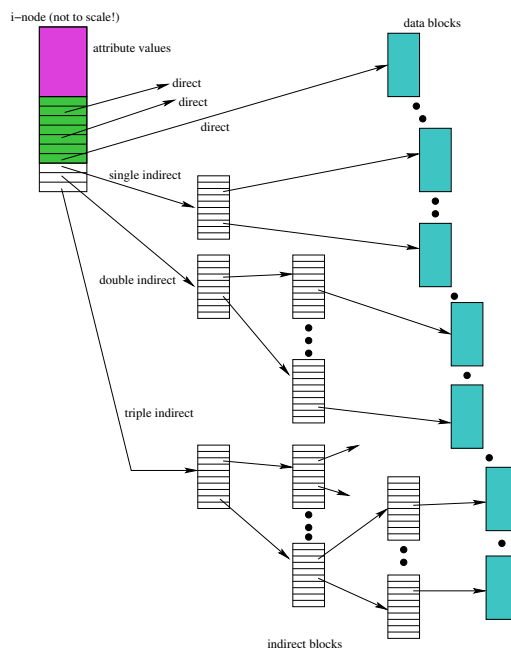 i-node (not to scale!)
data blocks
attribute values
direct
direct
direct
single indirect
double indirect
triple indirect
indirect blocks